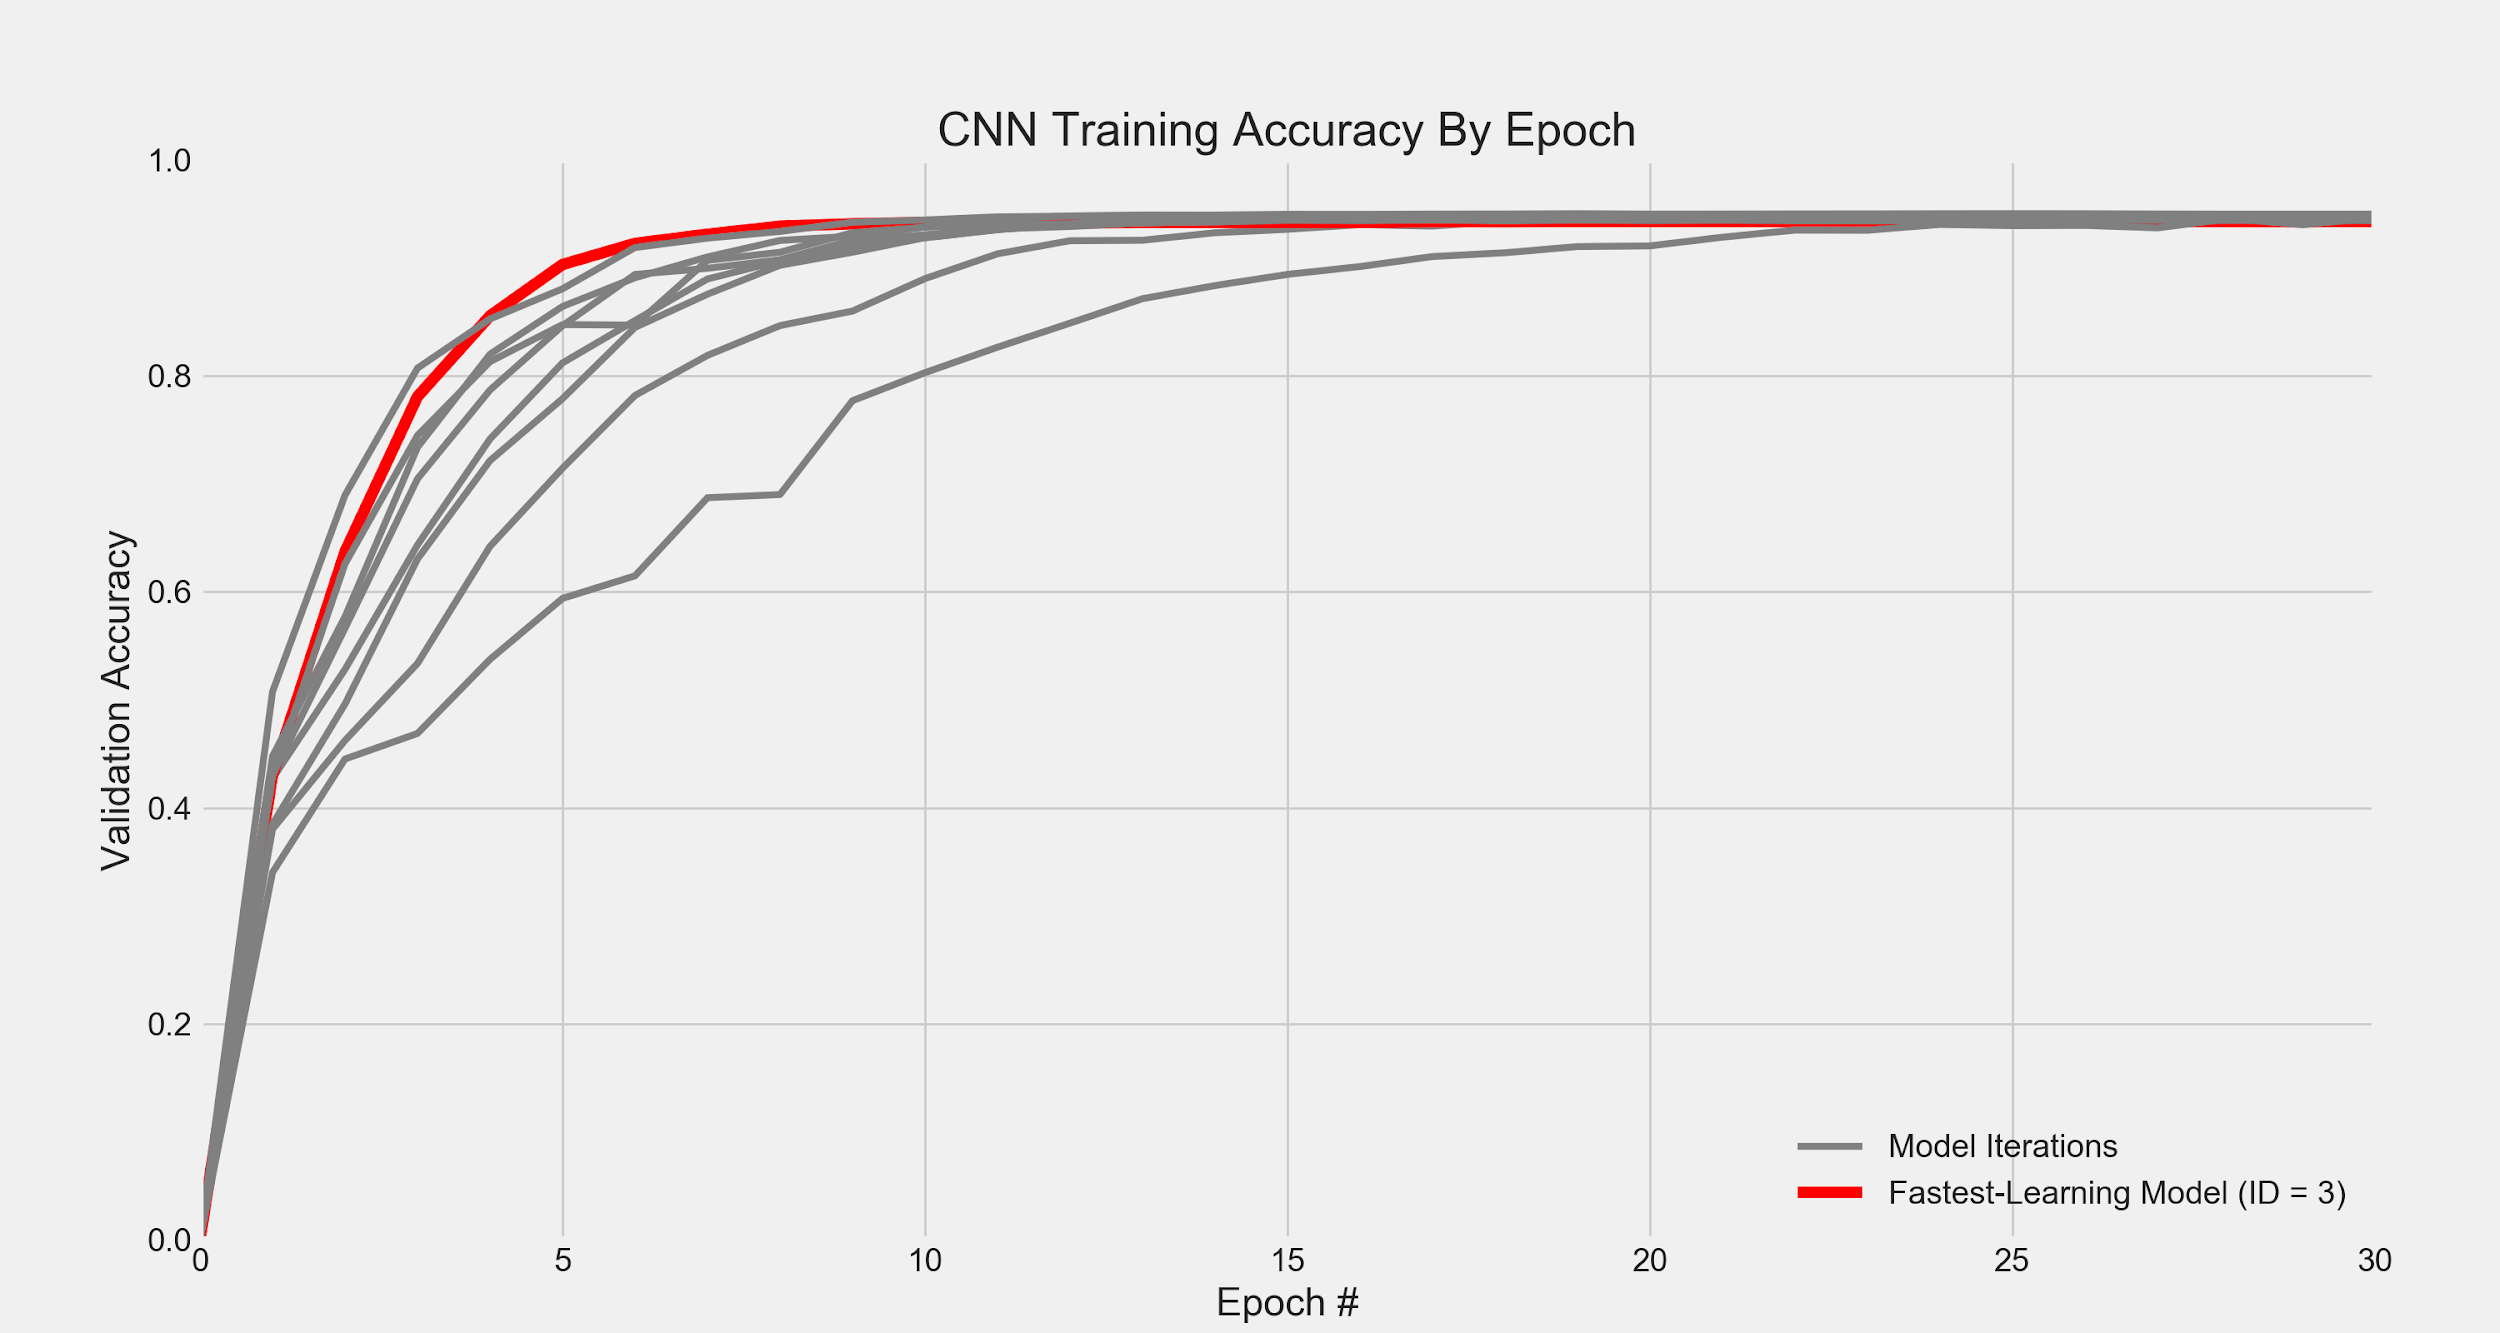 CNN Training Accuracy By Epoch
1.0
0.8
0.6
0.4
0.2
0.0
Validation Accuracy
0 5 10 15 20 25 30
Epoch #
Model Iterations
Fastest-Learning Model (ID = 3)